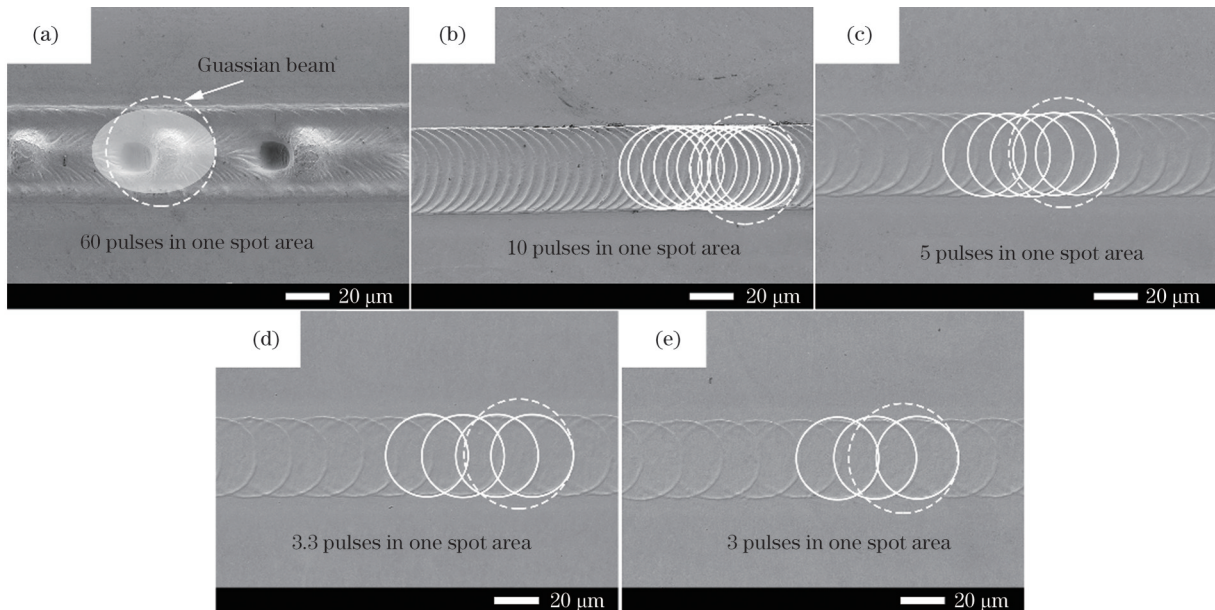 (a)
Guassian beam
60 pulses in one spot area
20 μm
(b)
10 pulses in one spot area
20 μm
(c)
5 pulses in one spot area
20 μm
(d)
3.3 pulses in one spot area
20 μm
(e)
3 pulses in one spot area
20 μm